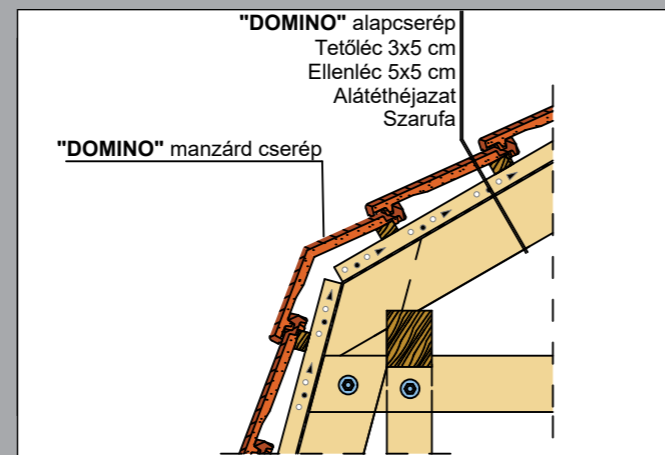 "DOMINO" alapcserép
Tetőléc 3x5 cm
Ellenléc 5x5 cm
Alátéthéjazat
Szarufa
"DOMINO" manzárd cserép